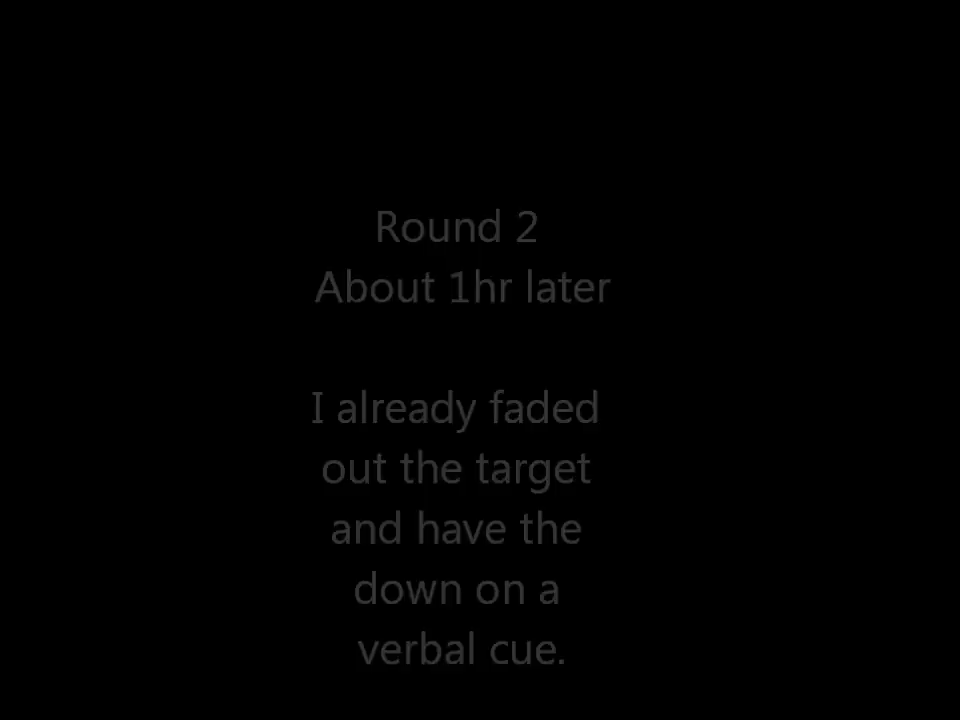 Round 2
About 1hr later
I already faded
out the target
and have the
down on a
verbal cue.